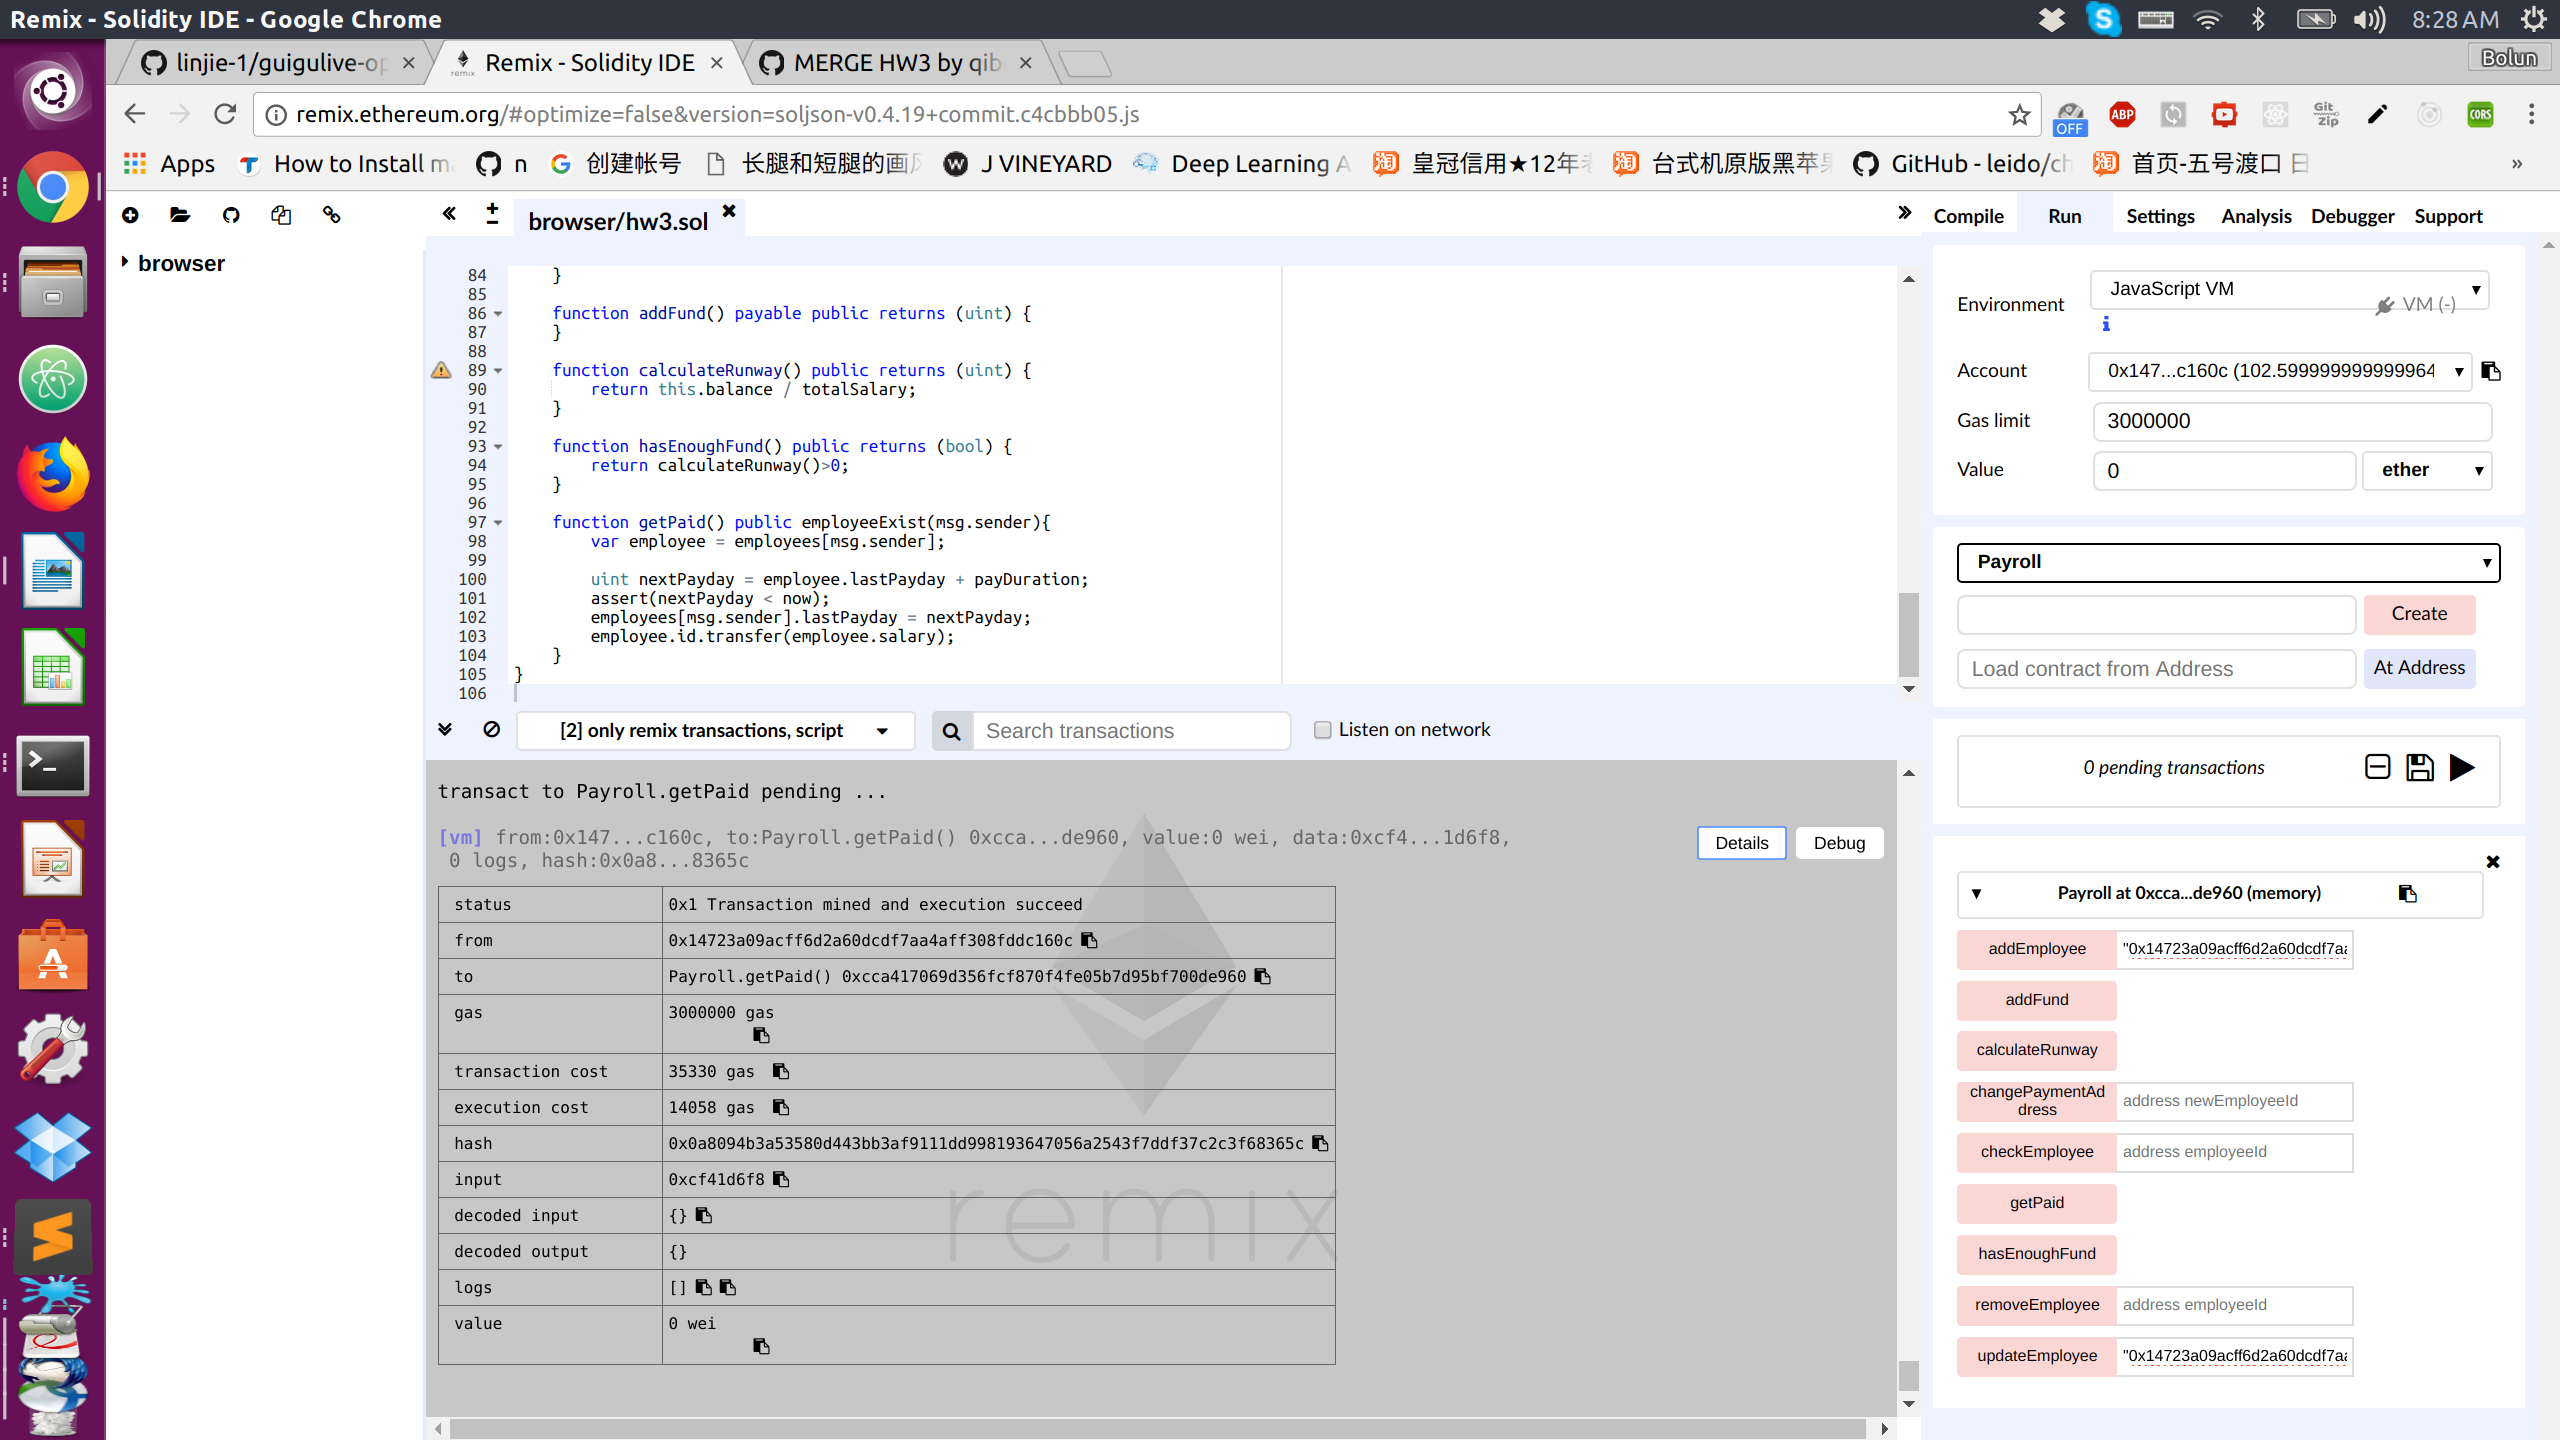 Remix - Solidity IDE - Google Chrome
8:28 AM
linjie-1/guigulive-op
Remix - Solidity IDE
MERGE HW3 by qib
Bolun
remix.ethereum.org/#optimize=false&version=soljson-v0.4.19+commit.c4cbbb05.js
OFF
ABP
Git zip
CORS
Apps
How to Install m
n
创建帐号
长腿和短腿的画风
J VINEYARD
Deep Learning A
皇冠信用★12年老
台式机原版黑苹果
GitHub - leido/ch
首页-五号渡口 日
browser
browser/hw3.sol
Compile
Run
Settings
Analysis
Debugger
Support
84 }
85
86 function addFund() payable public returns (uint) {
87 }
88
89 function calculateRunway() public returns (uint) {
90 return this.balance / totalSalary;
91 }
92
93 function hasEnoughFund() public returns (bool) {
94 return calculateRunway()>0;
95 }
96
97 function getPaid() public employeeExist(msg.sender){
98 var employee = employees[msg.sender];
99
100 uint nextPayday = employee.lastPayday + payDuration;
101 assert(nextPayday < now);
102 employees[msg.sender].lastPayday = nextPayday;
103 employee.id.transfer(employee.salary);
104 }
105 }
106
[2] only remix transactions, script
Search transactions
Listen on network
transact to Payroll.getPaid pending ...
[vm] from:0x147...c160c, to:Payroll.getPaid() 0xcca...de960, value:0 wei, data:0xcf4...1d6f8,
0 logs, hash:0x0a8...8365c
Details
Debug
status 0x1 Transaction mined and execution succeed
from 0x14723a09acff6d2a60dcdf7aa4aff308fddc160c
to Payroll.getPaid() 0xcca417069d356fcf870f4fe05b7d95bf700de960
gas 3000000 gas
transaction cost 35330 gas
execution cost 14058 gas
hash 0x0a8094b3a53580d443bb3af9111dd998193647056a2543f7ddf37c2c3f68365c
input 0xcf41d6f8
decoded input {}
decoded output {}
logs []
value 0 wei
remix
Environment
JavaScript VM
VM (-)
Account
0x147...c160c (102.599999999999964
Gas limit
3000000
Value
0
ether
Payroll
Create
Load contract from Address
At Address
0 pending transactions
Payroll at 0xcca...de960 (memory)
addEmployee
"0x14723a09acff6d2a60dcdf7aa
addFund
calculateRunway
changePaymentAd
dress
address newEmployeeId
checkEmployee
address employeeId
getPaid
hasEnoughFund
removeEmployee
address employeeId
updateEmployee
"0x14723a09acff6d2a60dcdf7aa